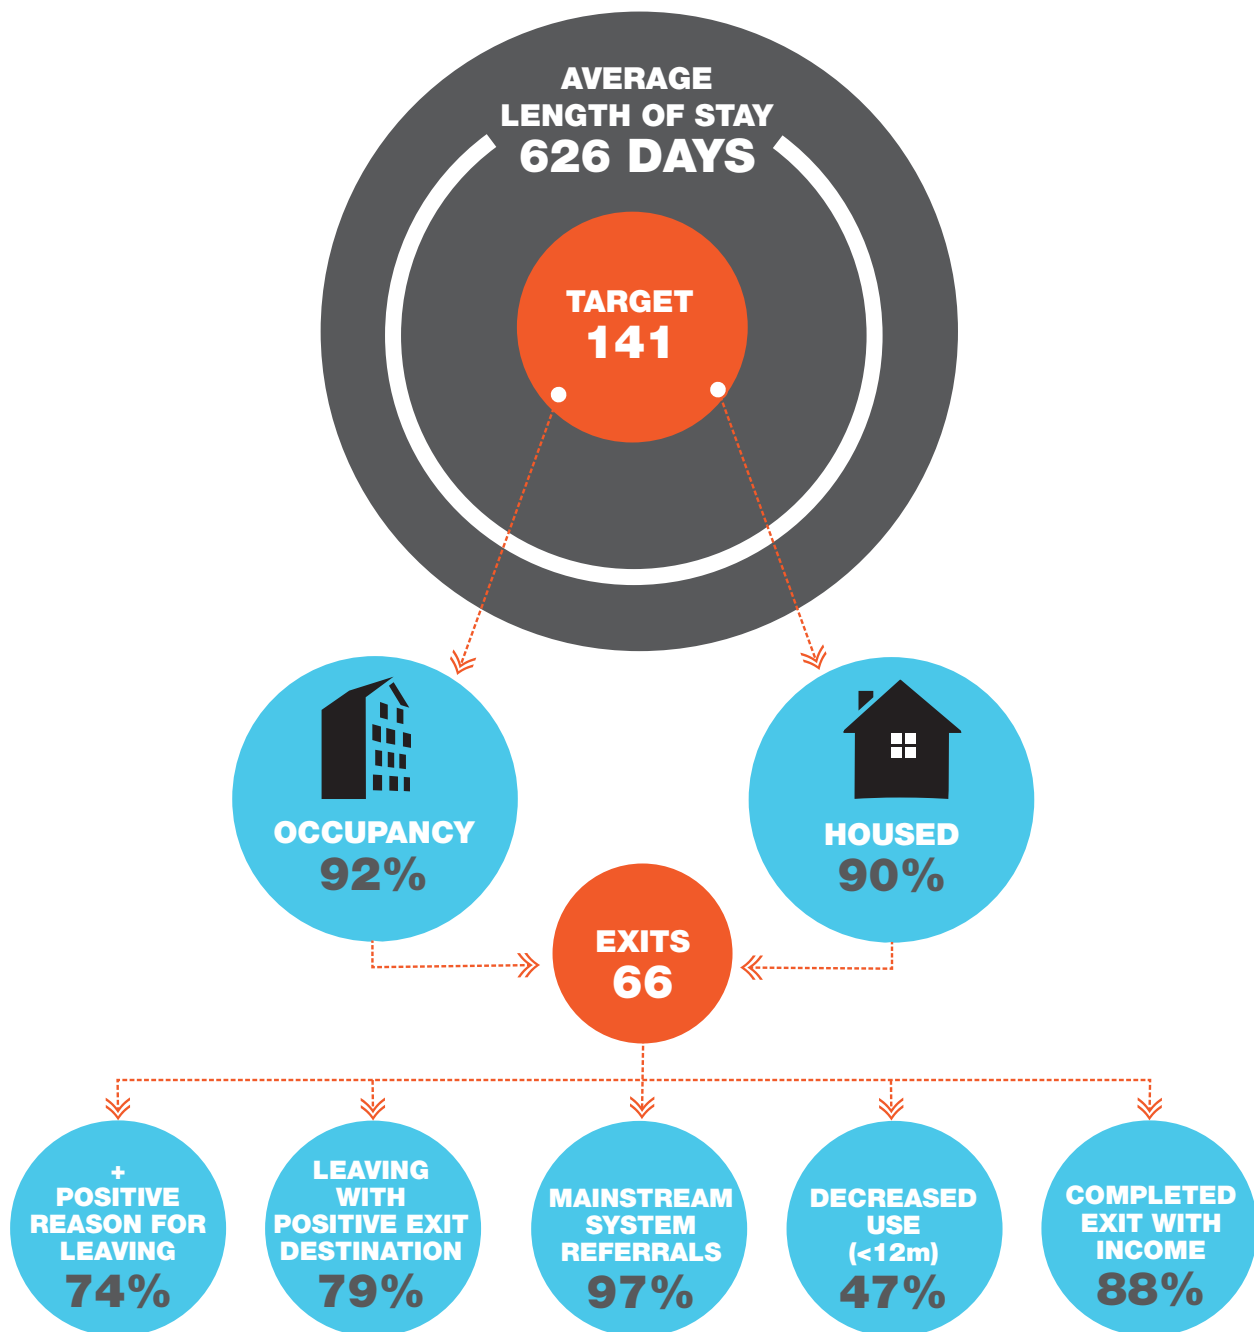 AVERAGE
LENGTH OF STAY
626 DAYS
TARGET
141
OCCUPANCY
92%
HOUSED
90%
EXITS
66
+
POSITIVE
REASON FOR
LEAVING
74%
LEAVING
WITH
POSITIVE EXIT
DESTINATION
79%
MAINSTREAM
SYSTEM
REFERRALS
97%
DECREASED
USE
(<12m)
47%
COMPLETED
EXIT WITH
INCOME
88%